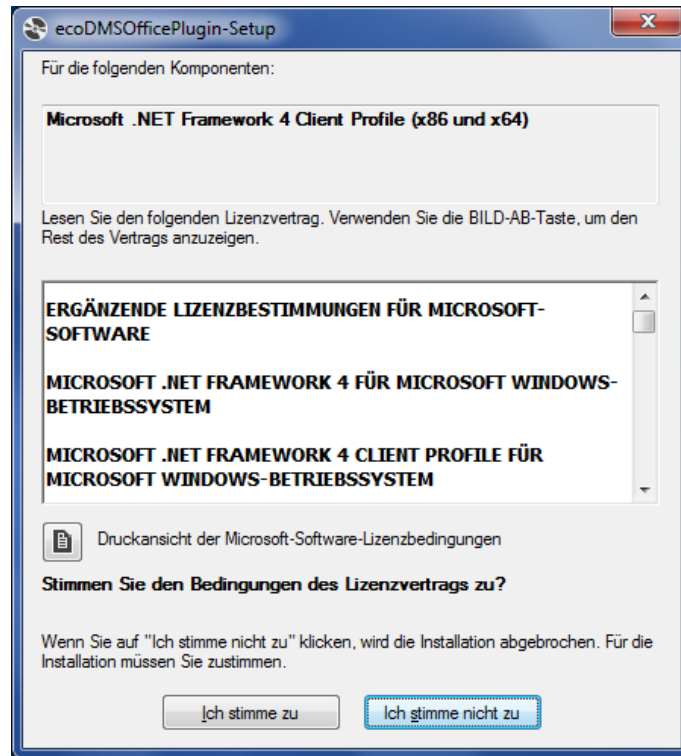 ecoDMSOfficePlugin-Setup
Für die folgenden Komponenten:
Microsoft .NET Framework 4 Client Profile (x86 und x64)
Lesen Sie den folgenden Lizenzvertrag. Verwenden Sie die BILD-AB-Taste, um den
Rest des Vertrags anzuzeigen.
ERGÄNZENDE LIZENZBESTIMMUNGEN FÜR MICROSOFT-
SOFTWARE
MICROSOFT .NET FRAMEWORK 4 FÜR MICROSOFT WINDOWS-
BETRIEBSSYSTEM
MICROSOFT .NET FRAMEWORK 4 CLIENT PROFILE FÜR
MICROSOFT WINDOWS-BETRIEBSSYSTEM
Druckansicht der Microsoft-Software-Lizenzbedingungen
Stimmen Sie den Bedingungen des Lizenzvertrags zu?
Wenn Sie auf "Ich stimme nicht zu" klicken, wird die Installation abgebrochen. Für die
Installation müssen Sie zustimmen.
Ich stimme zu
Ich stimme nicht zu